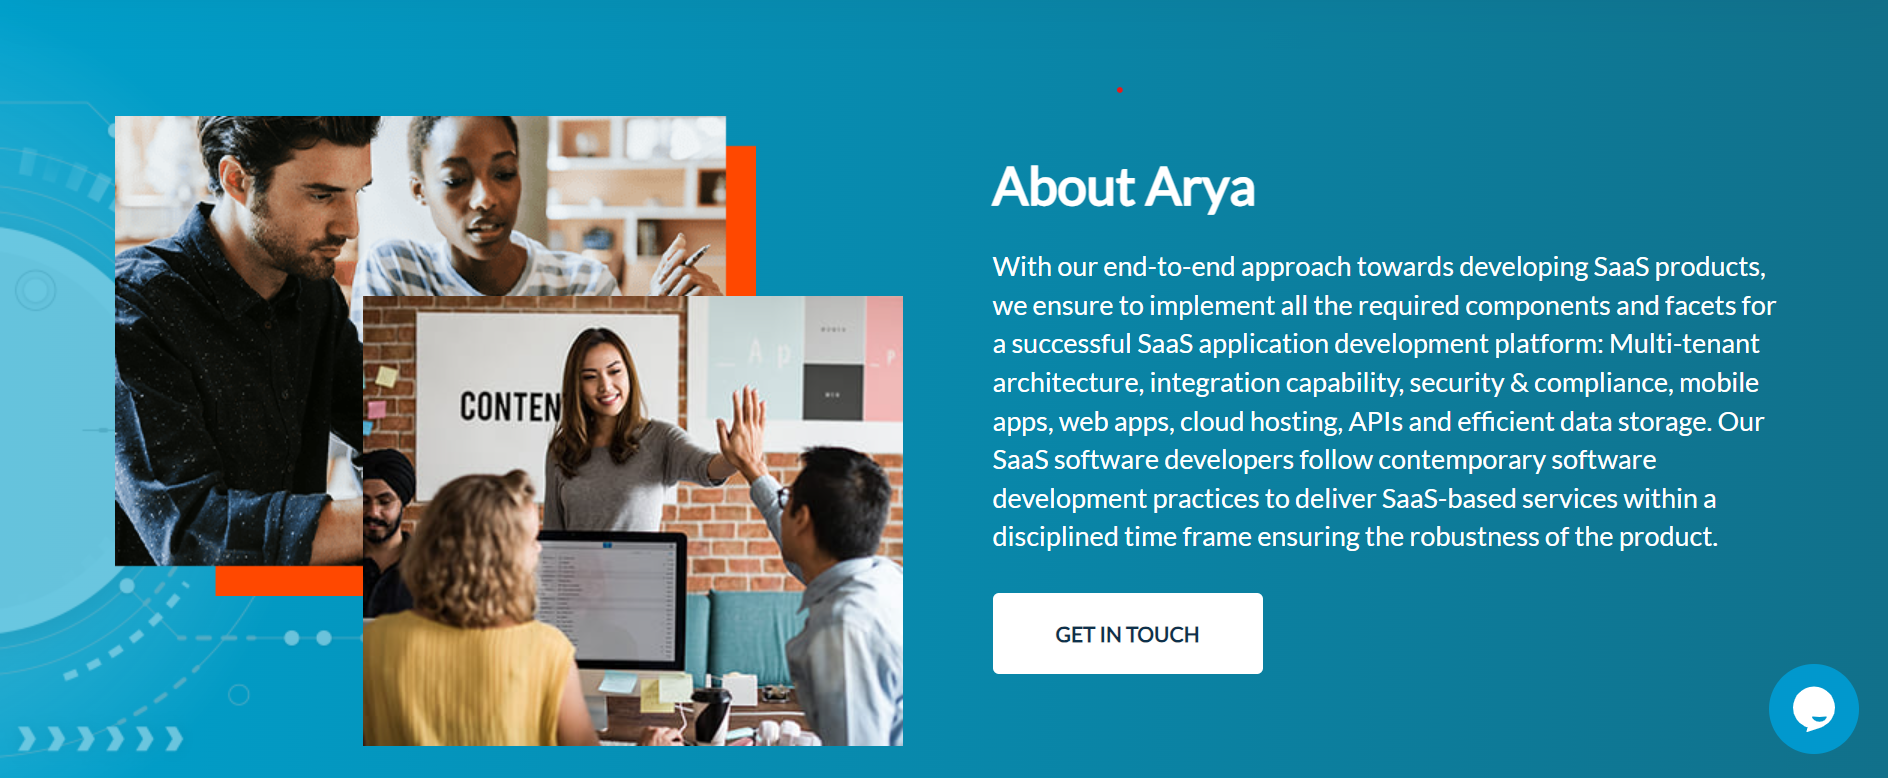 About Arya
With our end-to-end approach towards developing SaaS products,
we ensure to implement all the required components and facets for
a successful SaaS application development platform: Multi-tenant
architecture, integration capability, security & compliance, mobile
apps, web apps, cloud hosting, APIs and efficient data storage. Our
SaaS software developers follow contemporary software
development practices to deliver SaaS-based services within a
disciplined time frame ensuring the robustness of the product.
GET IN TOUCH
CONTEN
_ A p
_ P